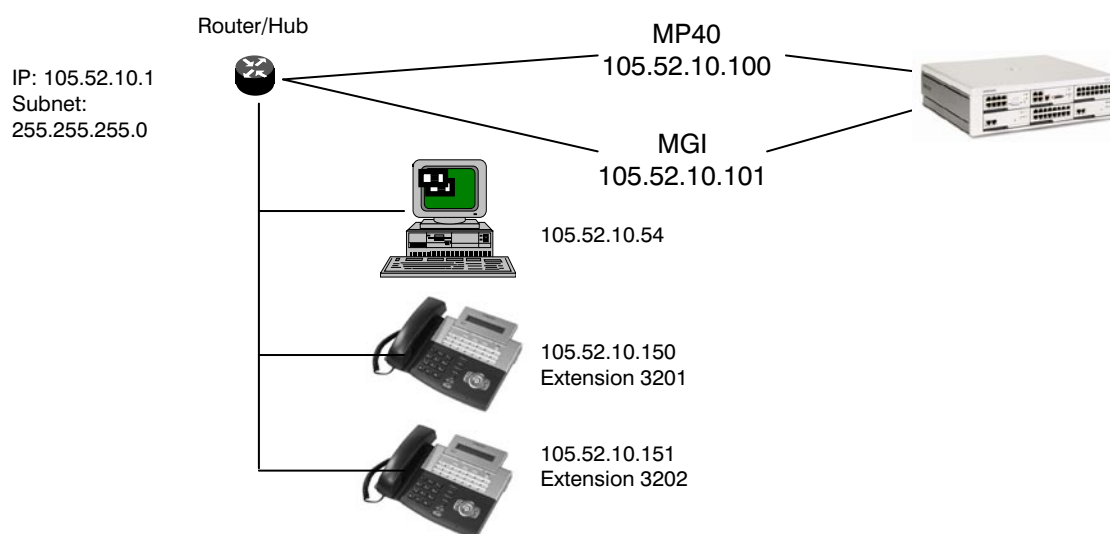 Router/Hub
IP: 105.52.10.1
Subnet:
255.255.255.0
MP40
105.52.10.100
MGI
105.52.10.101
105.52.10.54
105.52.10.150
Extension 3201
105.52.10.151
Extension 3202